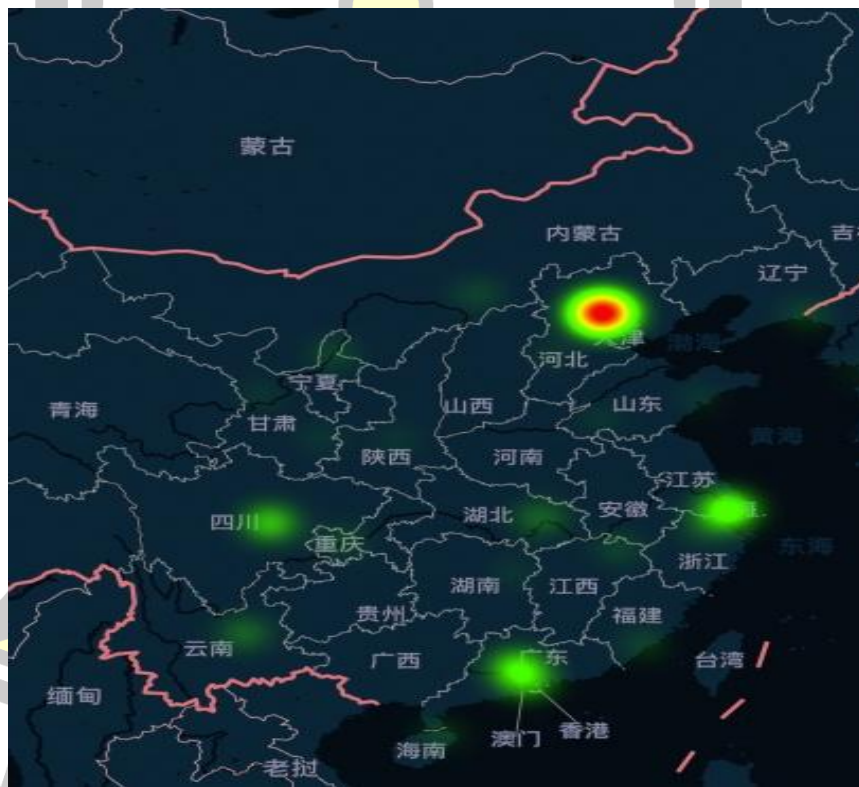 蒙古
内蒙古
吉
辽宁
天津
渤海
河北
宁夏
山西
山东
青海
甘肃
黄海
陕西
河南
江苏
四川
湖北
安徽
重庆
东海
浙江
湖南
江西
贵州
福建
云南
广西
广东
台湾
缅甸
香港
澳门
海南
老挝